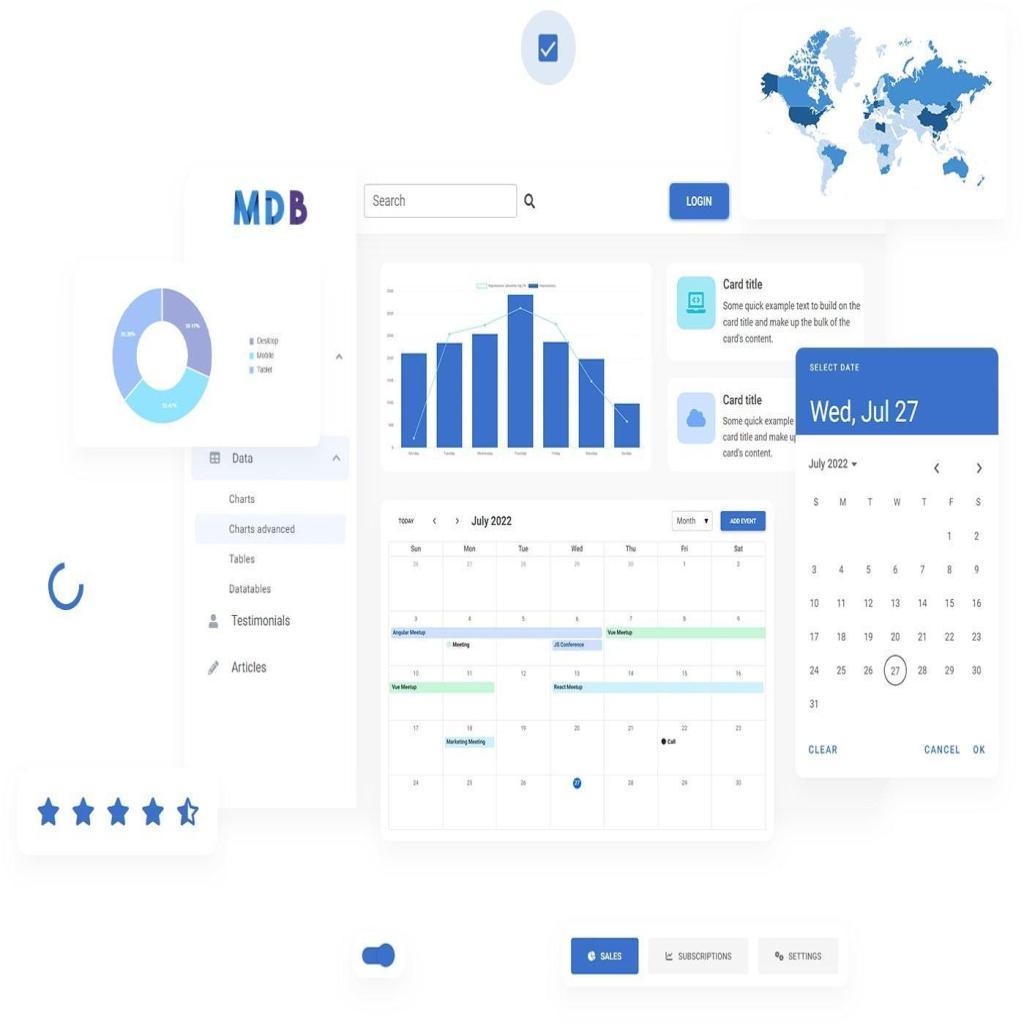 MDB
Search
LOGIN
Desktop
Mobile
Tablet
Card title
Some quick example text to build on the
card title and make up the bulk of the
card's content.
Card title
Some quick example
card title and make up
card's content.
Data
Charts
Charts advanced
Tables
Datatables
Testimonials
Articles
Monday Tuesday Wednesday Thursday Friday Saturday Sunday
TODAY July 2022 Month ADD EVENT
Sun Mon Tue Wed Thu Fri Sat
26 27 28 29 30 1 2
3 4 5 6 7 8 9
Angular Meetup Vue Meetup
Meeting JS Conference
10 11 12 13 14 15 16
Vue Meetup React Meetup
17 18 19 20 21 22 23
Marketing Meeting Call
24 25 26 27 28 29 30
SELECT DATE
Wed, Jul 27
July 2022
S M T W T F S
1 2
3 4 5 6 7 8 9
10 11 12 13 14 15 16
17 18 19 20 21 22 23
24 25 26 27 28 29 30
31
CLEAR CANCEL OK
SALES SUBSCRIPTIONS SETTINGS